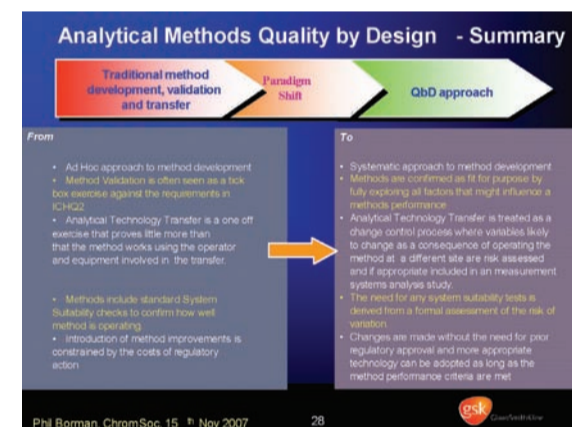 Analytical Methods Quality by Design - Summary
Traditional method
development, validation
and transfer
Paradigm
Shift
QbD approach
From
• Ad Hoc approach to method development
• Method Validation is often seen as a tick
box exercise against the requirements in
ICHQ2
• Analytical Technology Transfer is a one off
exercise that proves little more than
that the method works using the operator
and equipment involved in the transfer.
• Methods include standard System
Suitability checks to confirm how well
method is operating
• Introduction of method improvements is
constrained by the costs of regulatory
action
To
• Systematic approach to method development
• Methods are confirmed as fit for purpose by
fully exploring all factors that might influence a
methods performance
• Analytical Technology Transfer is treated as a
change control process where variables likely
to change as a consequence of operating the
method at a different site are risk assessed
and if appropriate included in an measurement
systems analysis study.
• The need for any system suitability tests is
derived from a formal assessment of the risk of
variation
• Changes are made without the need for prior
regulatory approval and more appropriate
technology can be adopted as long as the
method performance criteria are met
Phil Borman, ChromSoc, 15 th Nov 2007
28
gsk
GlaxoSmithKline